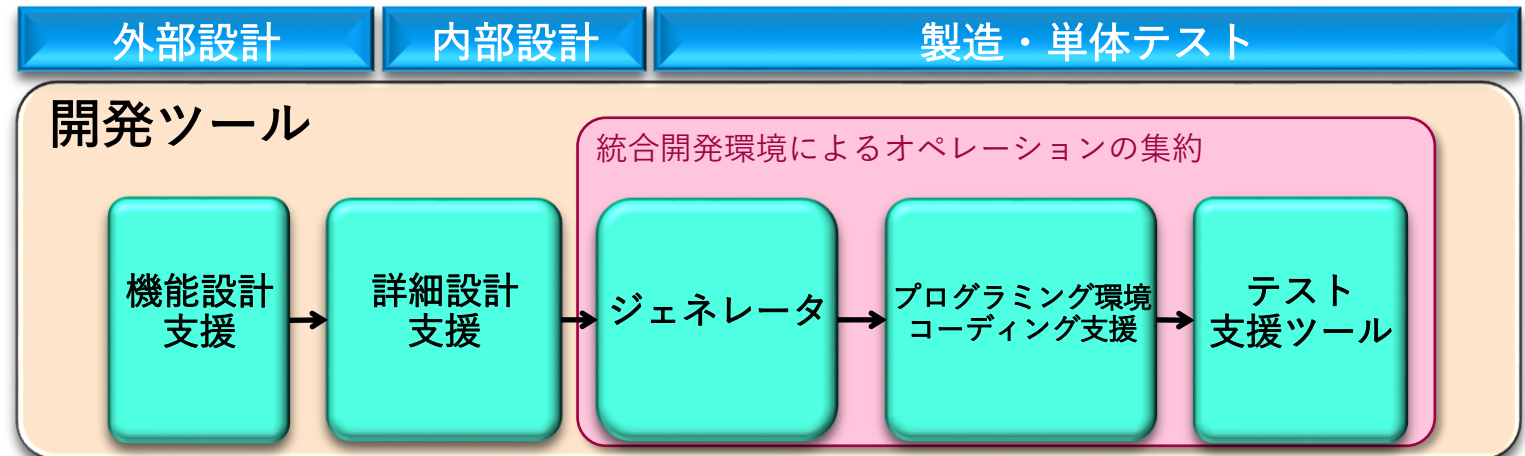 外部設計
内部設計
製造・単体テスト
開発ツール
統合開発環境によるオペレーションの集約
機能設計
支援
詳細設計
支援
ジェネレータ
プログラミング環境
コーディング支援
テスト
支援ツール